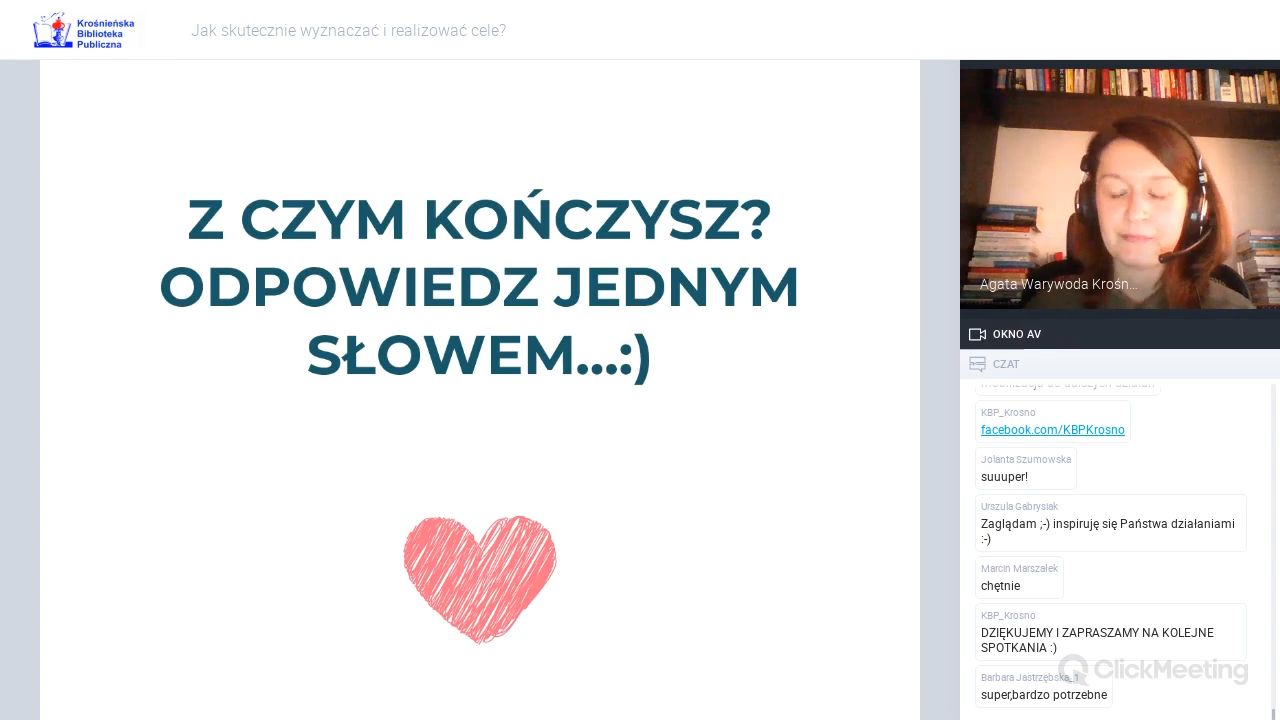 Krośnieńska
Biblioteka
Publiczna
Jak skutecznie wyznaczać i realizować cele?
Z CZYM KOŃCZYSZ?
ODPOWIEDZ JEDNYM
SŁOWEM...:)
Agata Warywoda Krośn...
OKNO AV
CZAT
KBP_Krosno
facebook.com/KBPKrosno
Jolanta Szumowska
suuuper!
Urszula Gabrysiak
Zaglądam ;-) inspiruję się Państwa działaniami
:-)
Marcin Marszałek
chętnie
KBP_Krosno
DZIĘKUJEMY I ZAPRASZAMY NA KOLEJNE
SPOTKANIA :)
ClickMeeting
Barbara Jastrzębska_1
super,bardzo potrzebne